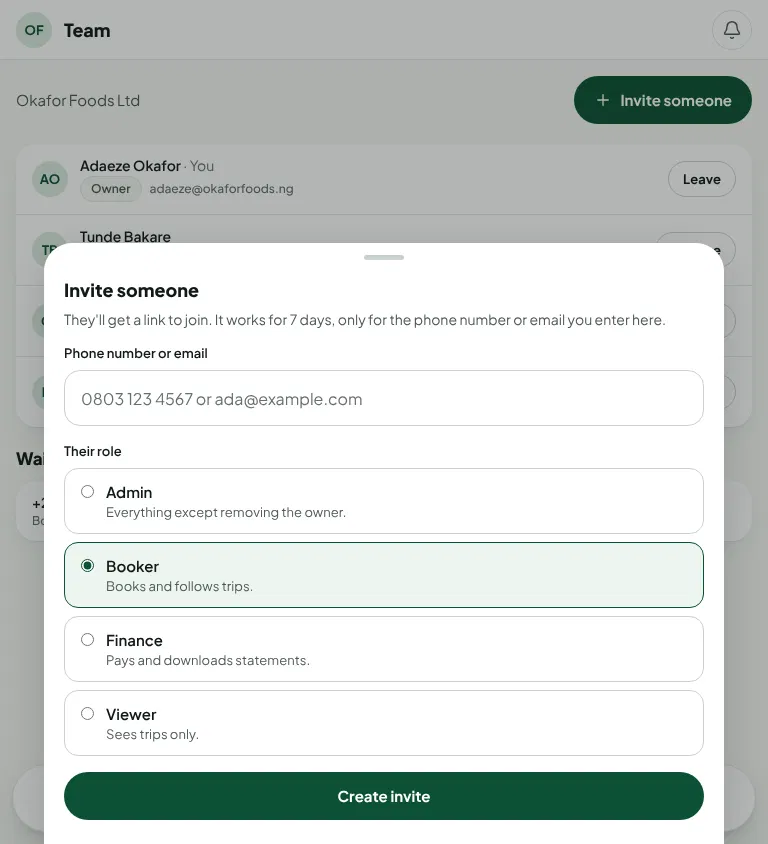 OF Team
Okafor Foods Ltd
+ Invite someone
AO Adaeze Okafor · You
Owner adaeze@okaforfoods.ng
Leave
Tunde Bakare
Invite someone
They'll get a link to join. It works for 7 days, only for the phone number or email you enter here.
Phone number or email
0803 123 4567 or ada@example.com
Their role
Admin
Everything except removing the owner.
Booker
Books and follows trips.
Finance
Pays and downloads statements.
Viewer
Sees trips only.
Create invite